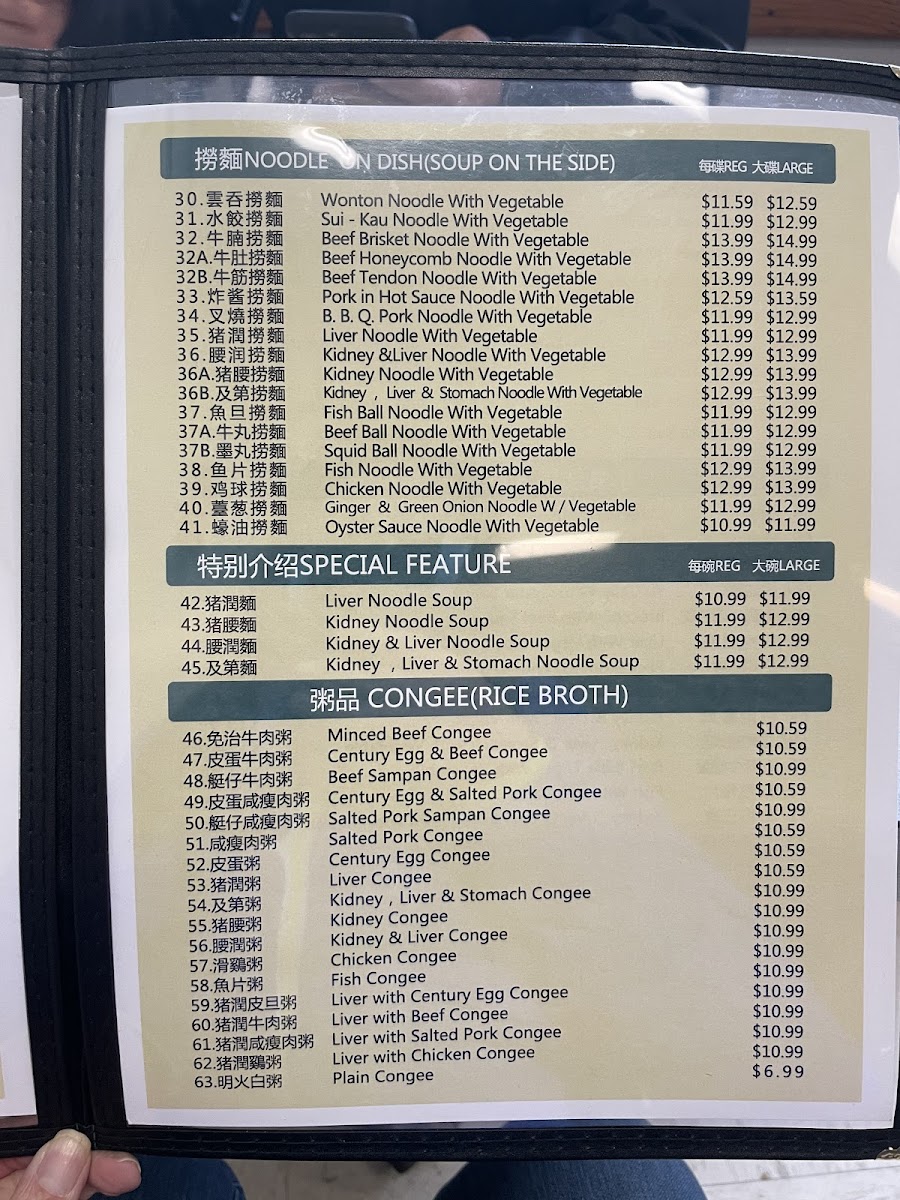 撈麵NOODLE ON DISH(SOUP ON THE SIDE) 每碟REG 大碟LARGE
30.雲吞撈麵 Wonton Noodle With Vegetable $11.59 $12.59
31.水餃撈麵 Sui - Kau Noodle With Vegetable $11.99 $12.99
32.牛腩撈麵 Beef Brisket Noodle With Vegetable $13.99 $14.99
32A.牛肚撈麵 Beef Honeycomb Noodle With Vegetable $13.99 $14.99
32B.牛筋撈麵 Beef Tendon Noodle With Vegetable $13.99 $14.99
33.炸酱撈麵 Pork in Hot Sauce Noodle With Vegetable $12.59 $13.59
34.叉燒撈麵 B. B. Q. Pork Noodle With Vegetable $11.99 $12.99
35.猪潤撈麵 Liver Noodle With Vegetable $11.99 $12.99
36.腰润撈麵 Kidney &Liver Noodle With Vegetable $12.99 $13.99
36A.猪腰撈麵 Kidney Noodle With Vegetable $12.99 $13.99
36B.及第撈麵 Kidney , Liver & Stomach Noodle With Vegetable $12.99 $13.99
37.魚旦撈麵 Fish Ball Noodle With Vegetable $11.99 $12.99
37A.牛丸撈麵 Beef Ball Noodle With Vegetable $11.99 $12.99
37B.墨丸撈麵 Squid Ball Noodle With Vegetable $11.99 $12.99
38.鱼片撈麵 Fish Noodle With Vegetable $12.99 $13.99
39.鸡球撈麵 Chicken Noodle With Vegetable $12.99 $13.99
40.薑葱撈麵 Ginger & Green Onion Noodle W / Vegetable $11.99 $12.99
41.蠔油撈麵 Oyster Sauce Noodle With Vegetable $10.99 $11.99
特别介绍SPECIAL FEATURE 每碗REG 大碗LARGE
42.猪潤麵 Liver Noodle Soup $10.99 $11.99
43.猪腰麵 Kidney Noodle Soup $11.99 $12.99
44.腰潤麵 Kidney & Liver Noodle Soup $11.99 $12.99
45.及第麵 Kidney , Liver & Stomach Noodle Soup $11.99 $12.99
粥品 CONGEE(RICE BROTH)
46.免治牛肉粥 Minced Beef Congee $10.59
47.皮蛋牛肉粥 Century Egg & Beef Congee $10.59
48.艇仔牛肉粥 Beef Sampan Congee $10.99
49.皮蛋咸瘦肉粥 Century Egg & Salted Pork Congee $10.59
50.艇仔咸瘦肉粥 Salted Pork Sampan Congee $10.99
51.咸瘦肉粥 Salted Pork Congee $10.59
52.皮蛋粥 Century Egg Congee $10.59
53.猪潤粥 Liver Congee $10.59
54.及第粥 Kidney , Liver & Stomach Congee $10.99
55.猪腰粥 Kidney Congee $10.99
56.腰潤粥 Kidney & Liver Congee $10.99
57.滑鷄粥 Chicken Congee $10.99
58.魚片粥 Fish Congee $10.99
59.猪潤皮旦粥 Liver with Century Egg Congee $10.99
60.猪潤牛肉粥 Liver with Beef Congee $10.99
61.猪潤咸瘦肉粥 Liver with Salted Pork Congee $10.99
62.猪潤鷄粥 Liver with Chicken Congee $10.99
63.明火白粥 Plain Congee $6.99